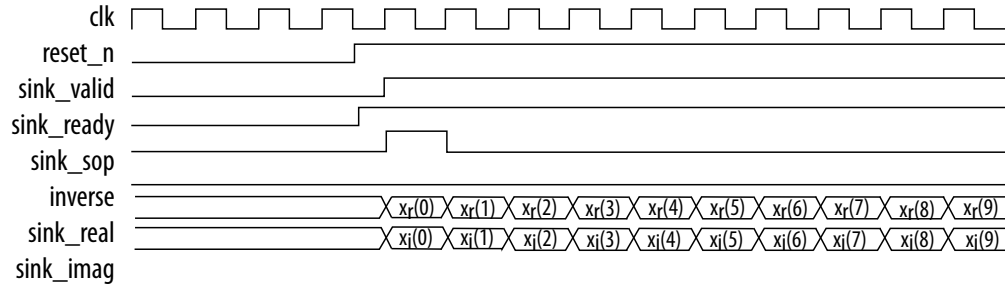 clk
reset_n
sink_valid
sink_ready
sink_sop
inverse
xr(0) xr(1) xr(2) xr(3) xr(4) xr(5) xr(6) xr(7) xr(8) xr(9)
sink_real
xi(0) xi(1) xi(2) xi(3) xi(4) xi(5) xi(6) xi(7) xi(8) xi(9)
sink_imag